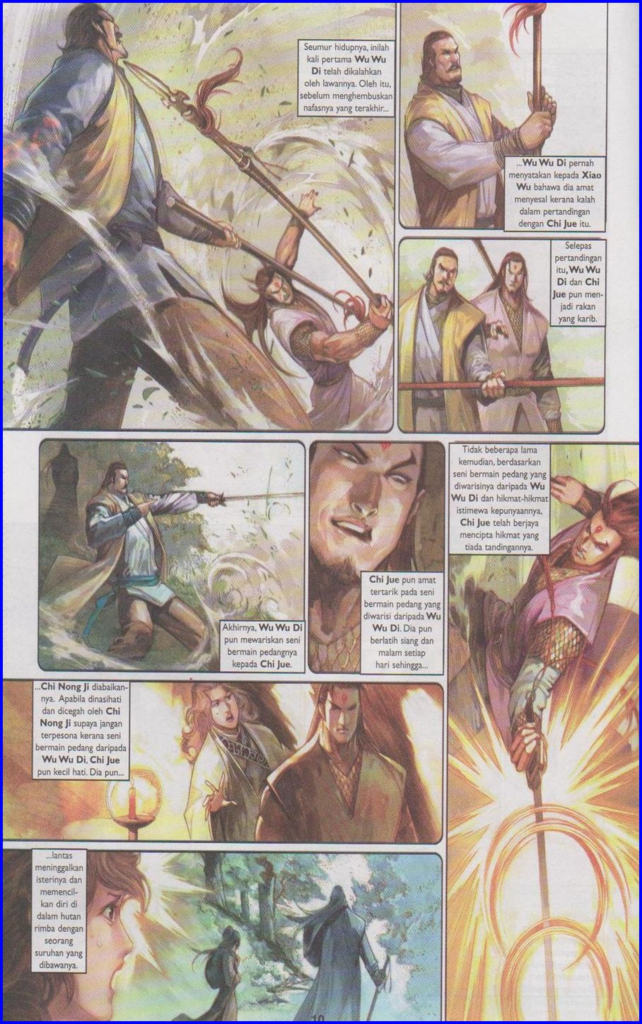 Seumur hidupnya, inilah
kali pertama Wu Wu
Di telah dikalahkan
oleh lawannya. Oleh itu,
sebelum menghembuskan
nafasnya yang terakhir...
...Wu Wu Di pernah
menyatakan kepada Xiao
Wu bahawa dia amat
menyesal kerana kalah
dalam pertandingan
dengan Chi Jue itu.
Selepas
pertandingan
itu, Wu Wu
Di dan Chi
Jue pun men-
jadi rakan
yang karib.
Akhirnya, Wu Wu Di
pun mewariskan seni
bermain pedangnya
kepada Chi Jue.
Chi Jue pun amat
tertarik pada seni
bermain pedang yang
diwarisi daripada Wu
Wu Di. Dia pun
berlatih siang dan
malam setiap
hari sehingga...
...Chi Nong Ji diabaikan-
nya. Apabila dinasihati
dan dicegah oleh Chi
Nong Ji supaya jangan
terpesona kerana seni
bermain pedang daripada
Wu Wu Di, Chi Jue
pun kecil hati. Dia pun...
...lantas
meninggalkan
isterinya dan
memencil-
kan diri di
dalam hutan
rimba dengan
seorang
suruhan yang
dibawanya.
Tidak beberapa lama
kemudian, berdasarkan
seni bermain pedang yang
diwarisinya daripada Wu
Wu Di dan hikmat-hikmat
istimewa kepunyaannya,
Chi Jue telah berjaya
mencipta hikmat yang
tiada tandingannya.
10